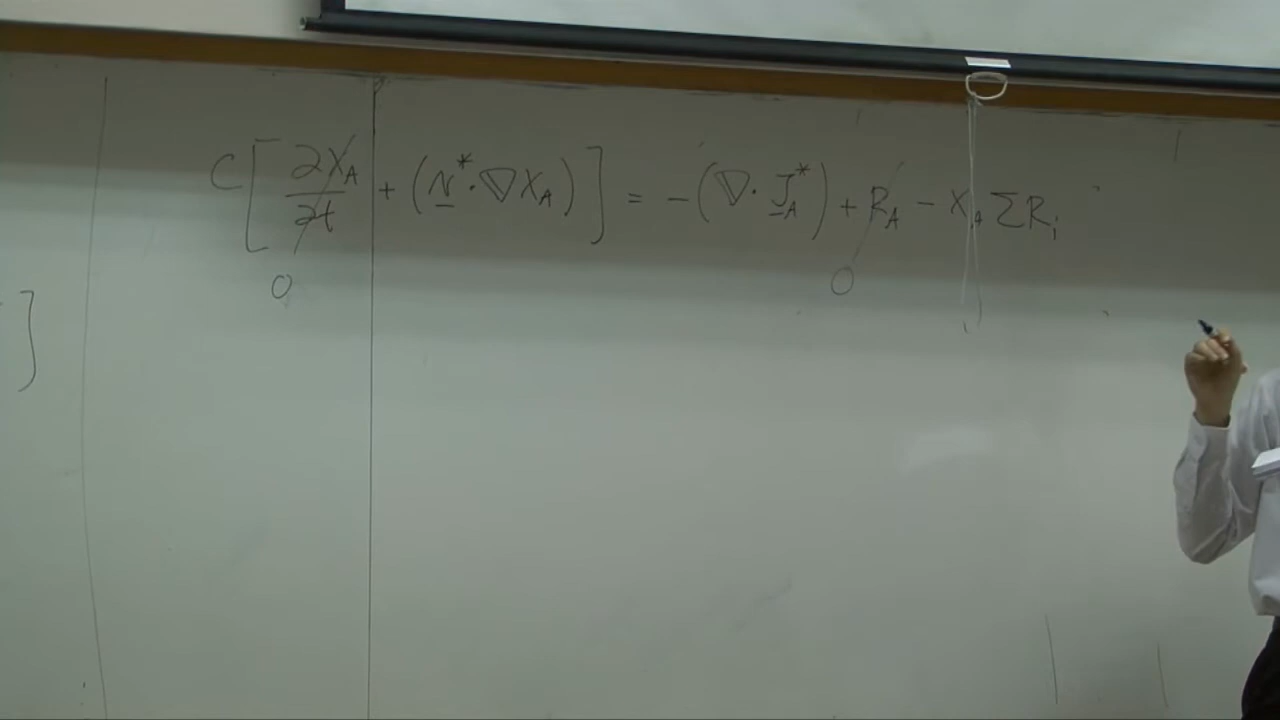 C[ ∂X_A/∂t + (N^*·∇X_A) ] = -(∇·J_A^*) + R_A - X_A ΣR_i
0 0
]